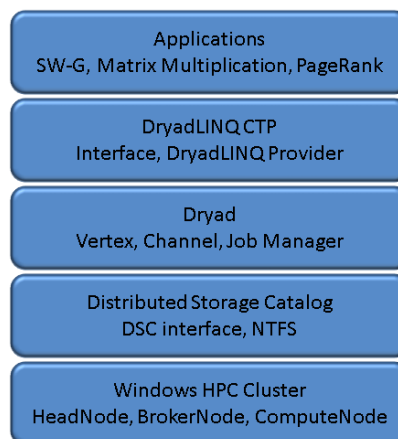 Applications
SW-G, Matrix Multiplication, PageRank
DryadLINQ CTP
Interface, DryadLINQ Provider
Dryad
Vertex, Channel, Job Manager
Distributed Storage Catalog
DSC interface, NTFS
Windows HPC Cluster
HeadNode, BrokerNode, ComputeNode